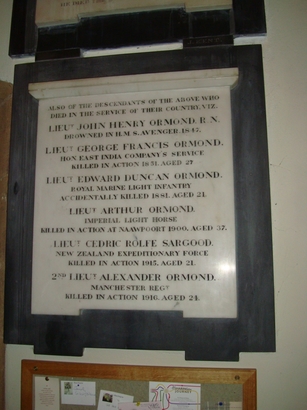 ALSO OF THE DESCENDANTS OF THE ABOVE WHO
DIED IN THE SERVICE OF THEIR COUNTRY, VIZ.
LIEUT JOHN HENRY ORMOND. R.N.
DROWNED IN H.M.S. AVENGER. 1847.
LIEUT GEORGE FRANCIS ORMOND.
HON. EAST INDIA COMPANY'S SERVICE
KILLED IN ACTION 1851. AGED 27.
LIEUT EDWARD DUNCAN ORMOND.
ROYAL MARINE LIGHT INFANTRY
ACCIDENTALLY KILLED 1881. AGED 24.
LIEUT ARTHUR ORMOND.
IMPERIAL LIGHT HORSE
KILLED IN ACTION AT NAAWPOORT 1900. AGED 37.
LIEUT CEDRIC RÖLFE SARGOOD.
NEW ZEALAND EXPEDITIONARY FORCE
KILLED IN ACTION 1915. AGED 21.
2ND LIEUT ALEXANDER ORMOND.
MANCHESTER REGT
KILLED IN ACTION 1916. AGED 24.